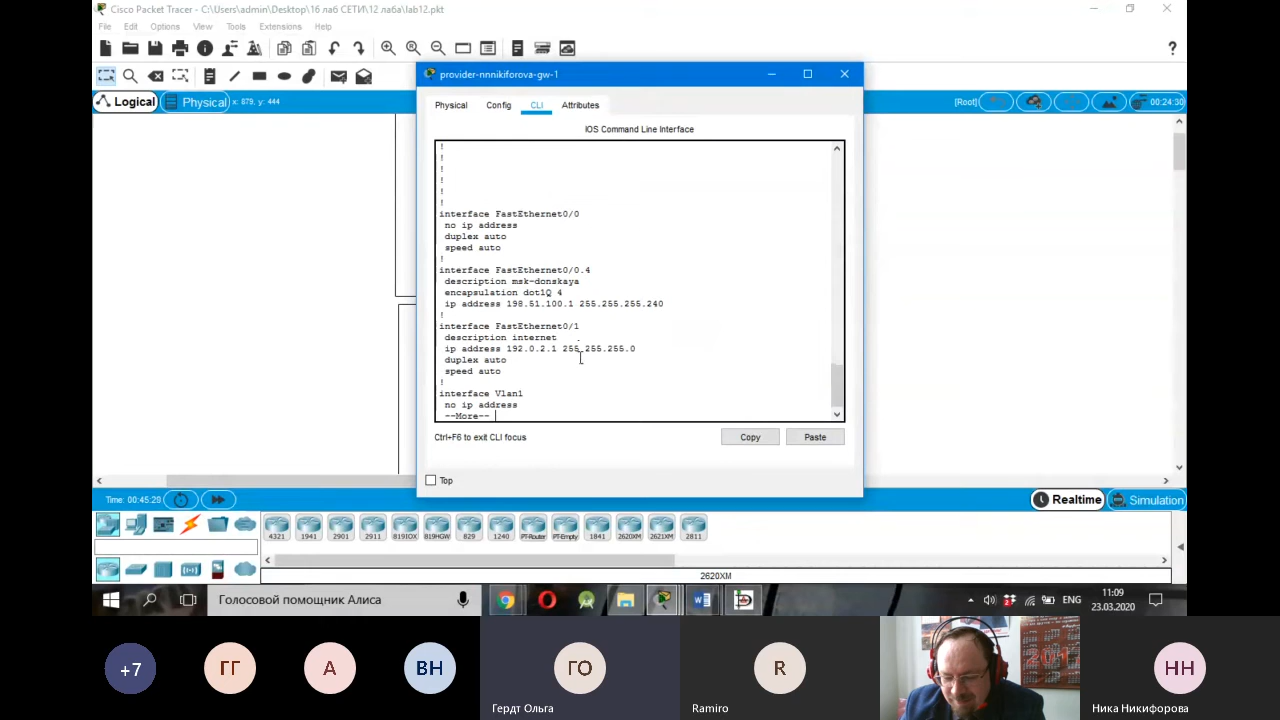 Cisco Packet Tracer - C:\Users\admin\Desktop\16 лаб СЕТИ\12 лаба\lab12.pkt
File Edit Options View Tools Extensions Help
?
Logical Physical x: 879, y: 444 [Root] 00:24:30
provider-nnnikiforova-gw-1
Physical Config CLI Attributes
IOS Command Line Interface
!
!
!
!
!
!
interface FastEthernet0/0
no ip address
duplex auto
speed auto
!
interface FastEthernet0/0.4
description msk-donskaya
encapsulation dot1Q 4
ip address 198.51.100.1 255.255.255.240
!
interface FastEthernet0/1
description internet
ip address 192.0.2.1 255.255.255.0
duplex auto
speed auto
!
interface Vlan1
no ip address
--More--
Ctrl+F6 to exit CLI focus Copy Paste
Top
Time: 00:45:20 Realtime Simulation
4321 1941 2901 2911 819IOX 819HGW 829 1240 PT-Router PT-Empty 1841 2620XM 2621XM 2811
2620XM
Голосовой помощник Алиса ENG 11:09
23.03.2020
+7 ГГ А ВН ГО R НН
Гердт Ольга Ramiro Ника Никифорова